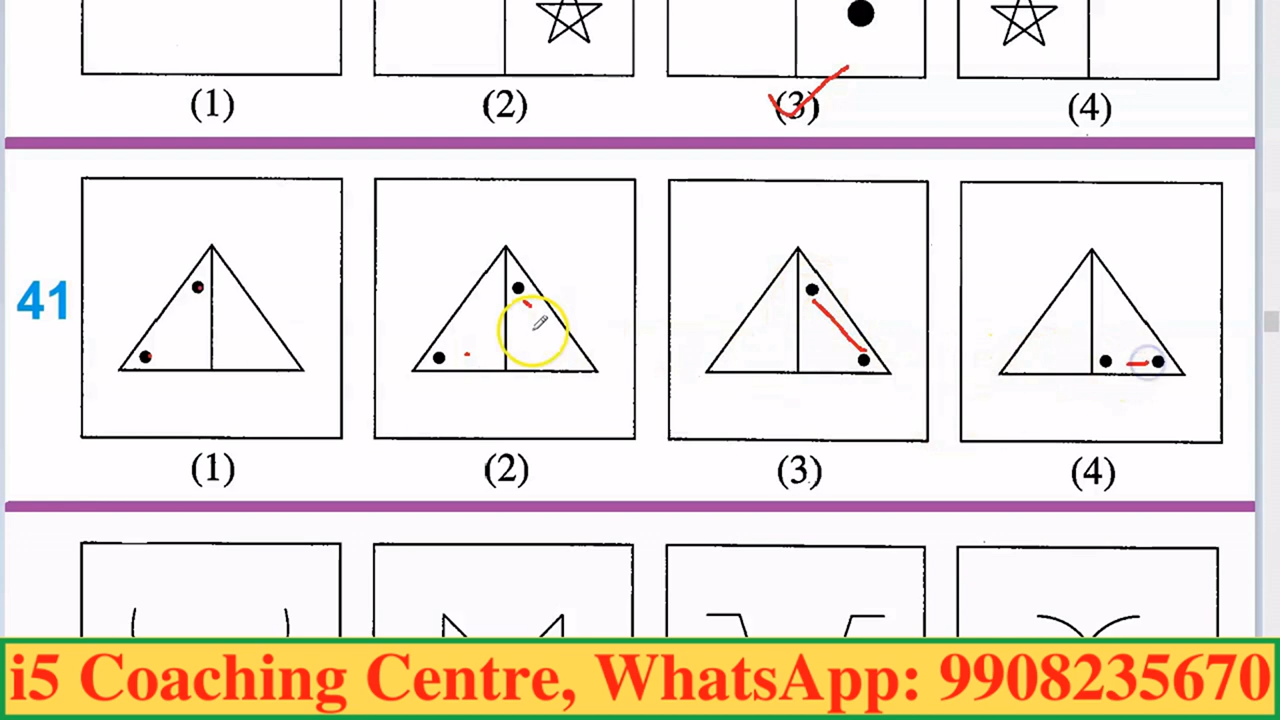 (1) (2) (3) (4)
41
(1) (2) (3) (4)
i5 Coaching Centre, WhatsApp: 9908235670